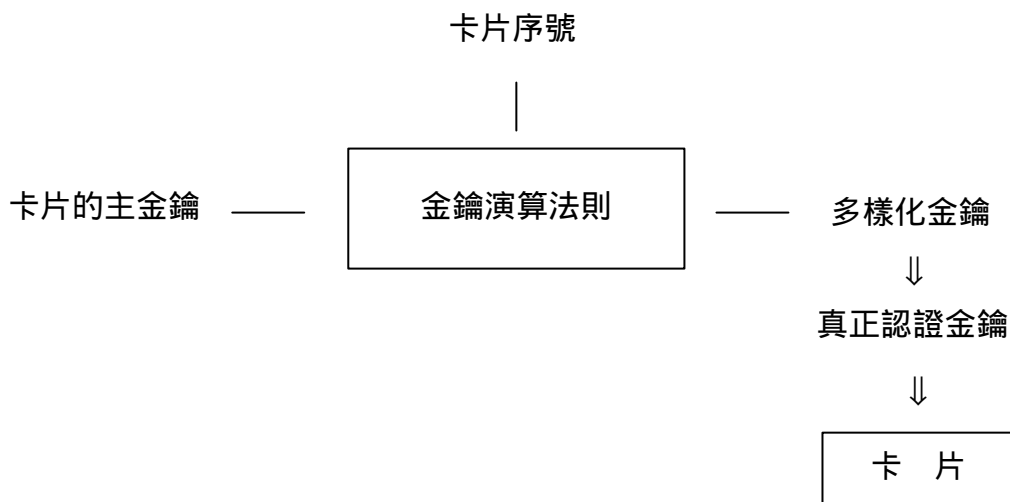 卡片序號
卡片的主金鑰
金鑰演算法則
多樣化金鑰
⇓
真正認證金鑰
⇓
卡 片